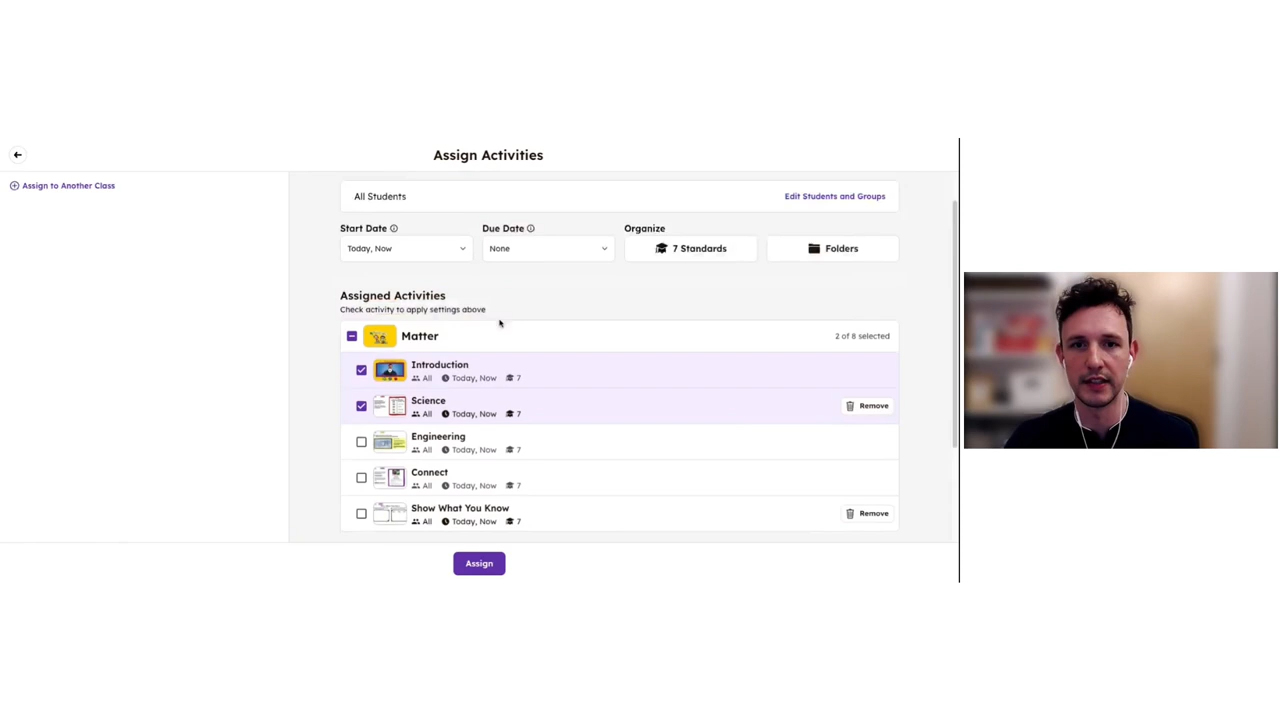 Assign Activities
Assign to Another Class
All Students
Edit Students and Groups
Start Date
Due Date
Organize
Today, Now
None
7 Standards
Folders
Assigned Activities
Check activity to apply settings above
Matter
2 of 8 selected
Introduction
All Today, Now 7
Science
All Today, Now 7
Remove
Engineering
All Today, Now 7
Connect
All Today, Now 7
Show What You Know
All Today, Now 7
Remove
Assign